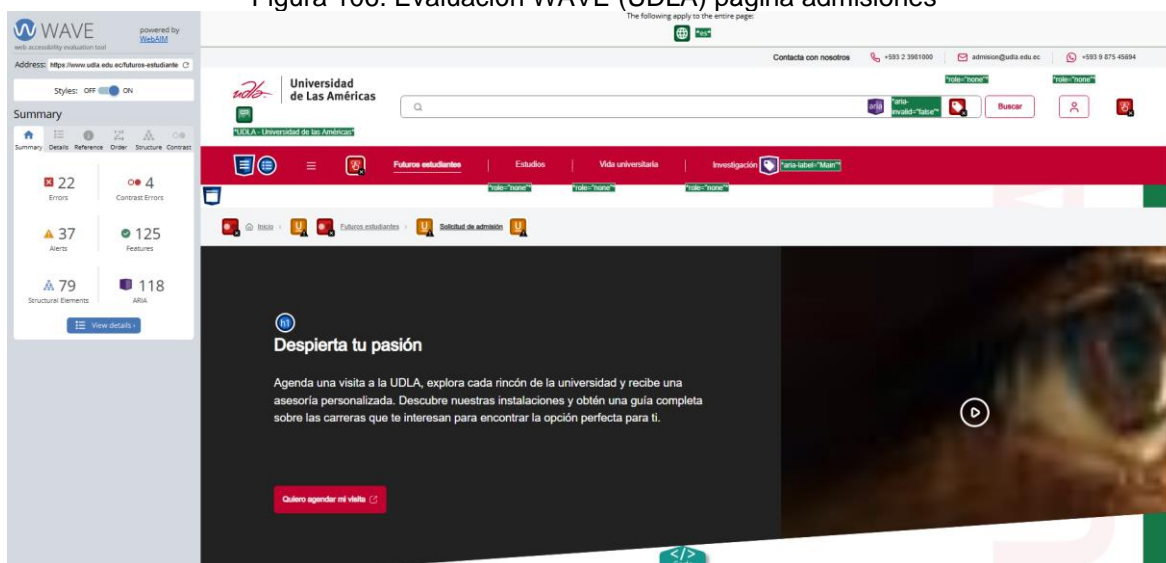 Figura 106. Evaluación WAVE (UDLA) página admisiones
WAVE
powered by
WebAIM
web accessibility evaluation tool
Address: https://www.udla.edu.ec/futuros-estudiante
Styles: OFF ON
Summary
Summary Details Reference Order Structure Contrast
22
Errors
4
Contrast Errors
37
Alerts
125
Features
79
Structural Elements
118
ARIA
View details ›
The following apply to the entire page:
*es*
Contacta con nosotros
+593 2 3981000
admision@udla.edu.ec
+593 9 875 45694
*role="none"*
*role="none"*
udla-
Universidad
de Las Américas
aria
*aria-
invalid="false"*
Buscar
*UDLA - Universidad de las Américas*
Futuros estudiantes
Estudios
Vida universitaria
Investigación
*aria-label="Main"*
*role="none"*
*role="none"*
*role="none"*
Inicio ›
Futuros estudiantes ›
Solicitud de admisión
h1
Despierta tu pasión
Agenda una visita a la UDLA, explora cada rincón de la universidad y recibe una
asesoría personalizada. Descubre nuestras instalaciones y obtén una guía completa
sobre las carreras que te interesan para encontrar la opción perfecta para ti.
Quiero agendar mi visita
</>